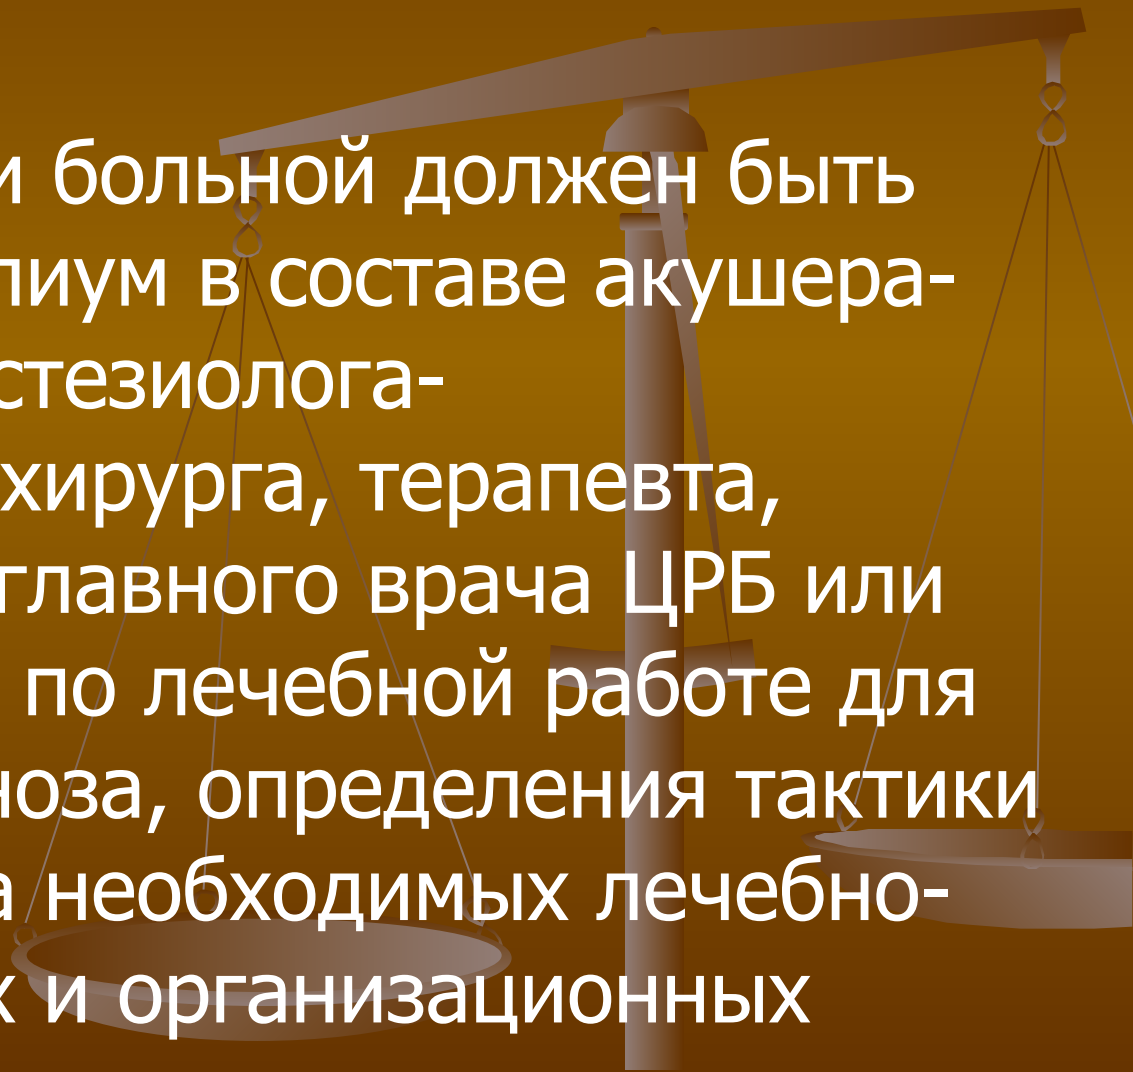 и больной должен быть
лиум в составе акушера-
стезиолога-
хирурга, терапевта,
главного врача ЦРБ или
по лечебной работе для
ноза, определения тактики
а необходимых лечебно-
х и организационных